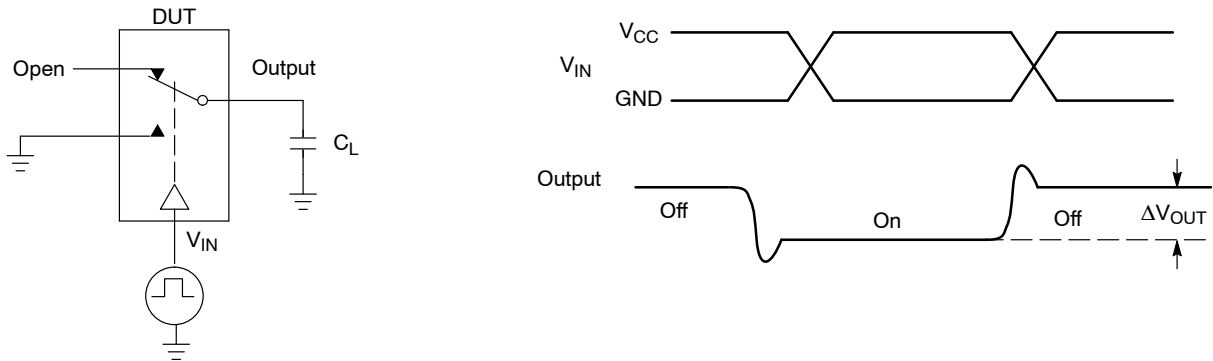 DUT
Open
Output
C_L
V_IN
V_CC
V_IN
GND
Output
Off
On
Off
ΔV_OUT